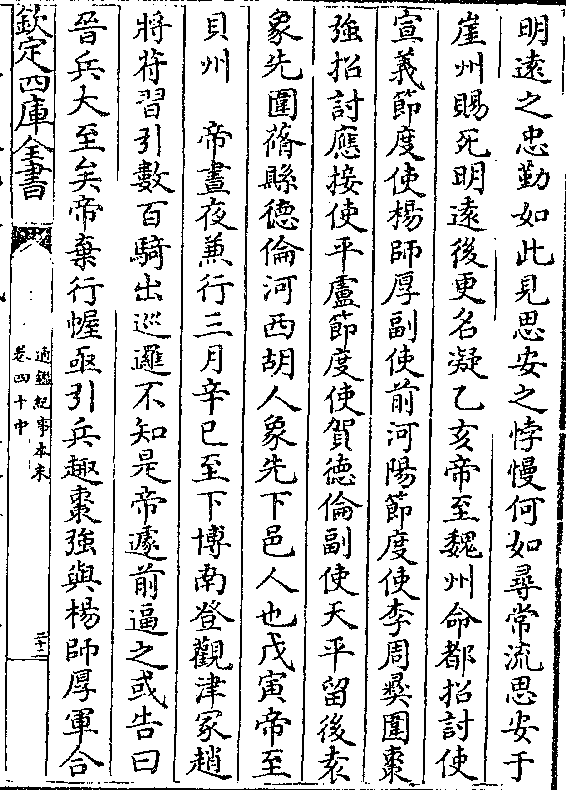 明遠之忠勤如此見思安之悖慢何如尋常流思安于
崖州賜死明遠後更名凝乙亥帝至魏州命都招討使
宣義節度使楊師厚副使前河陽節度使李周彛圍棗
強招討應接使平盧節度使賀德倫副使天平留後袁
象先圍蓨縣德倫河西胡人象先下邑人也戊寅帝至
貝州　帝晝夜兼行三月辛巳至下博南登觀津冢趙
將苻習引數百騎出巡邏不知是帝遽前逼之或告曰
晉兵大至矣帝棄行幄亟引兵趣棗強與楊師厚軍合
欽定四庫全書
通鑑紀事本末
卷四十中
三十二